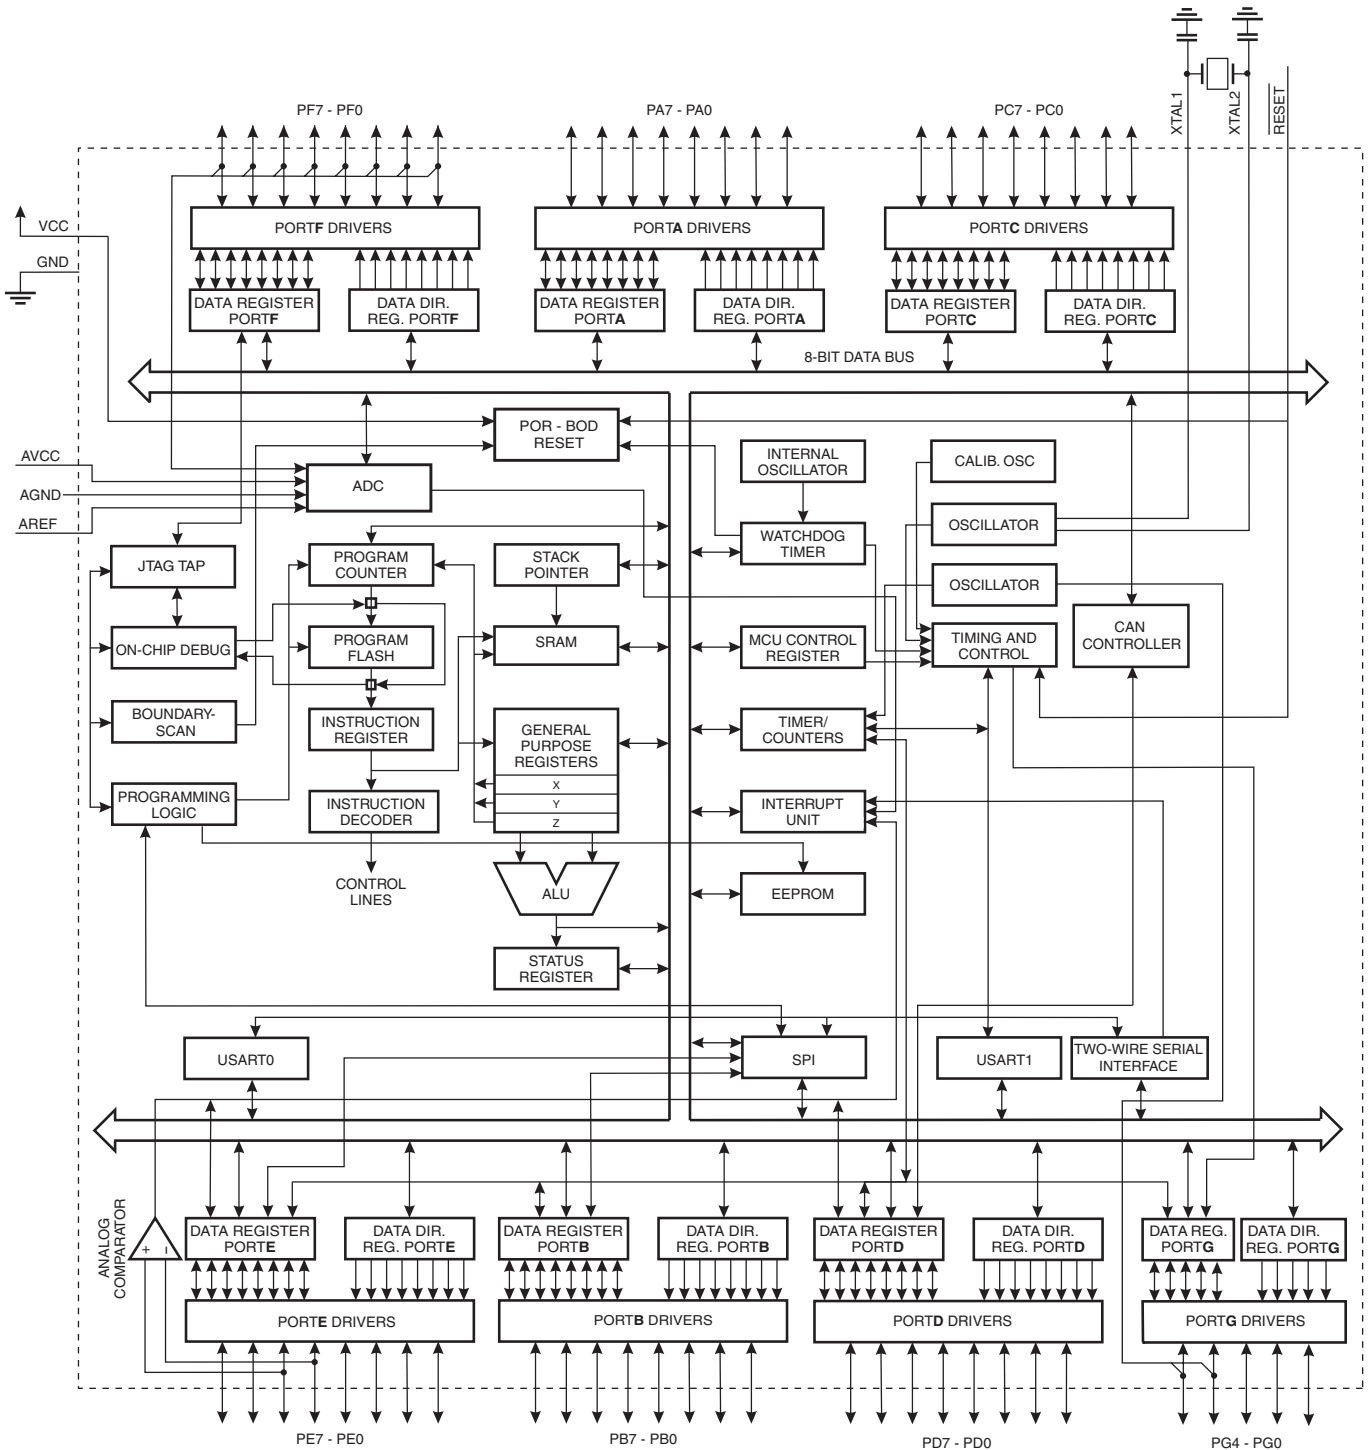 XTAL1
XTAL2
RESET
PF7 - PF0
PA7 - PA0
PC7 - PC0
VCC
GND
PORTF DRIVERS
PORTA DRIVERS
PORTC DRIVERS
DATA REGISTER
PORTF
DATA DIR.
REG. PORTF
DATA REGISTER
PORTA
DATA DIR.
REG. PORTA
DATA REGISTER
PORTC
DATA DIR.
REG. PORTC
8-BIT DATA BUS
POR - BOD
RESET
INTERNAL
OSCILLATOR
CALIB. OSC
AVCC
AGND
AREF
ADC
OSCILLATOR
WATCHDOG
TIMER
JTAG TAP
PROGRAM
COUNTER
STACK
POINTER
OSCILLATOR
ON-CHIP DEBUG
PROGRAM
FLASH
SRAM
MCU CONTROL
REGISTER
TIMING AND
CONTROL
CAN
CONTROLLER
BOUNDARY-
SCAN
INSTRUCTION
REGISTER
GENERAL
PURPOSE
REGISTERS
X
Y
Z
TIMER/
COUNTERS
PROGRAMMING
LOGIC
INSTRUCTION
DECODER
INTERRUPT
UNIT
CONTROL
LINES
ALU
EEPROM
STATUS
REGISTER
USART0
SPI
USART1
TWO-WIRE SERIAL
INTERFACE
ANALOG
COMPARATOR
+
-
DATA REGISTER
PORTE
DATA DIR.
REG. PORTE
DATA REGISTER
PORTB
DATA DIR.
REG. PORTB
DATA REGISTER
PORTD
DATA DIR.
REG. PORTD
DATA REG.
PORTG
DATA DIR.
REG. PORTG
PORTE DRIVERS
PORTB DRIVERS
PORTD DRIVERS
PORTG DRIVERS
PE7 - PE0
PB7 - PB0
PD7 - PD0
PG4 - PG0